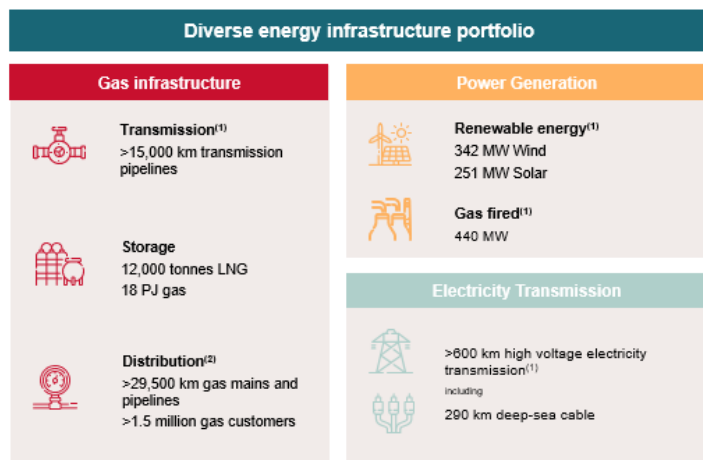 Diverse energy infrastructure portfolio
Gas infrastructure
Transmission(1)
>15,000 km transmission
pipelines
Storage
12,000 tonnes LNG
18 PJ gas
Distribution(2)
>29,500 km gas mains and
pipelines
>1.5 million gas customers
Power Generation
Renewable energy(1)
342 MW Wind
251 MW Solar
Gas fired(1)
440 MW
Electricity Transmission
>600 km high voltage electricity
transmission(1)
including
290 km deep-sea cable